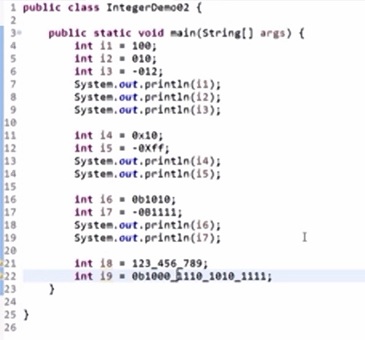 1 public class IntegerDemo02 {
2
3 public static void main(String[] args) {
4 int i1 = 100;
5 int i2 = 010;
6 int i3 = -012;
7 System.out.println(i1);
8 System.out.println(i2);
9 System.out.println(i3);
10
11 int i4 = 0x10;
12 int i5 = -0Xff;
13 System.out.println(i4);
14 System.out.println(i5);
15
16 int i6 = 0b1010;
17 int i7 = -0B1111;
18 System.out.println(i6);
19 System.out.println(i7);
20
21 int i8 = 123_456_789;
22 int i9 = 0b1000_1110_1010_1111;
23 }
24
25 }
26